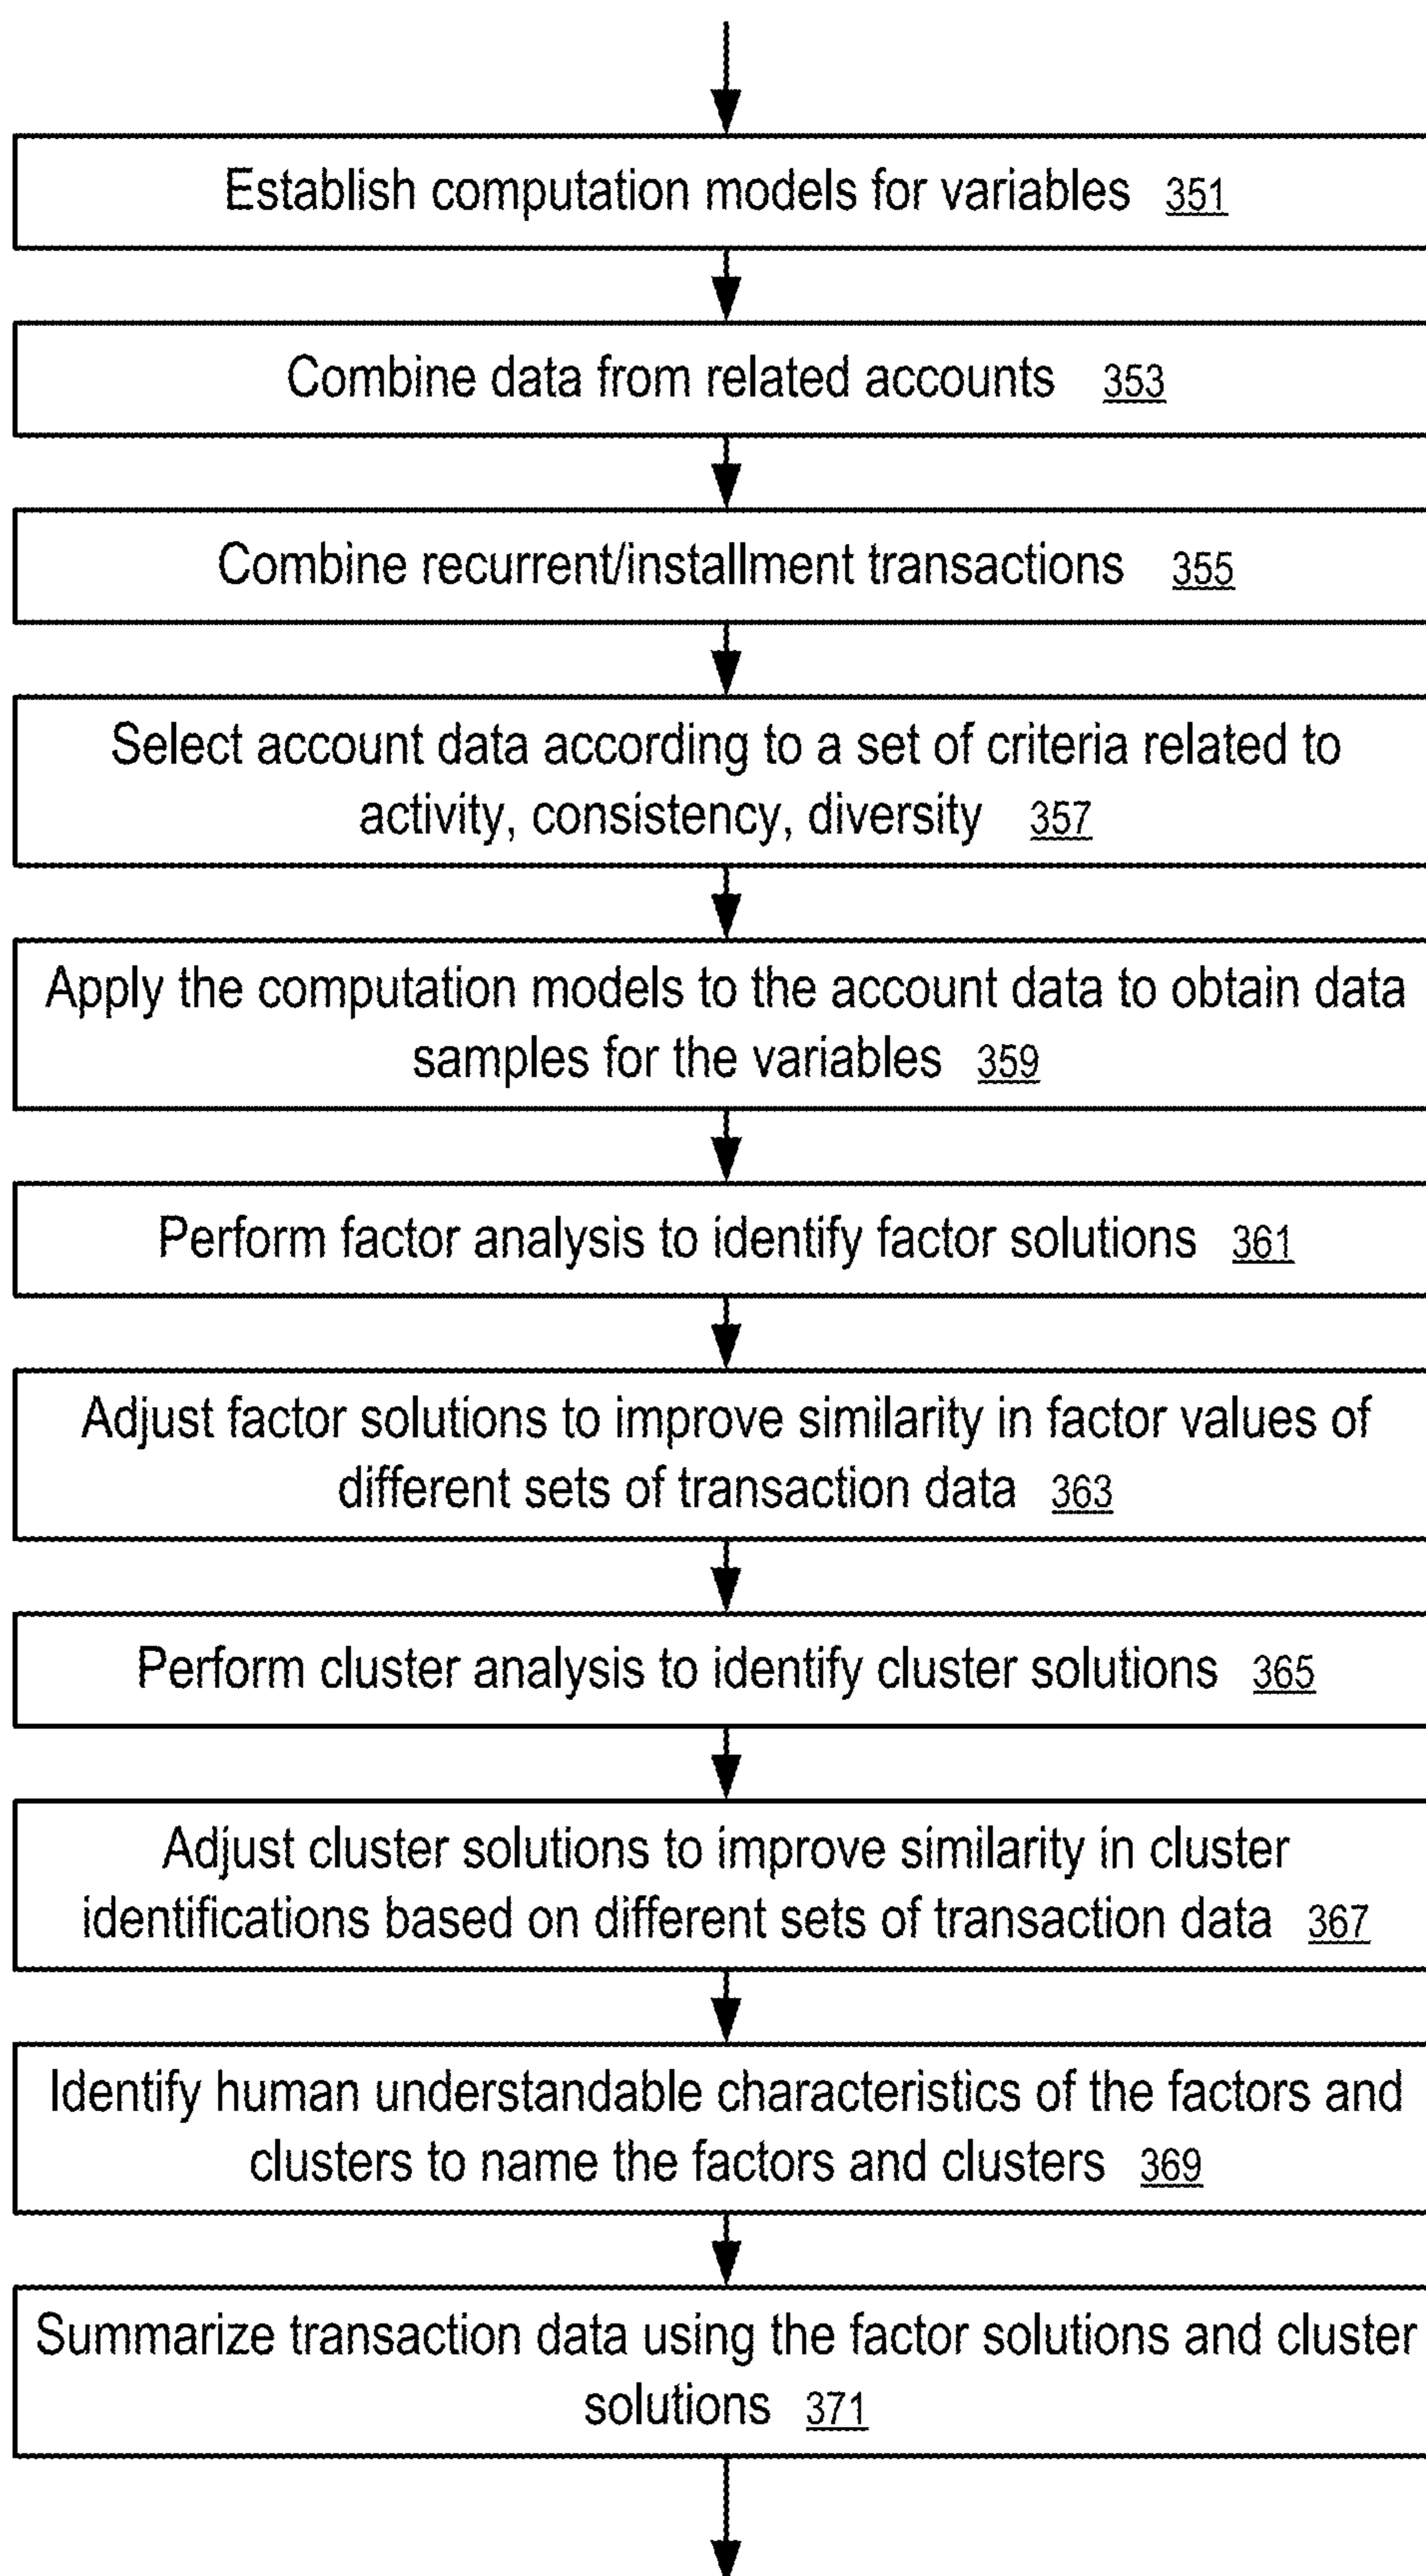 Establish computation models for variables 351
Combine data from related accounts 353
Combine recurrent/installment transactions 355
Select account data according to a set of criteria related to
activity, consistency, diversity 357
Apply the computation models to the account data to obtain data
samples for the variables 359
Perform factor analysis to identify factor solutions 361
Adjust factor solutions to improve similarity in factor values of
different sets of transaction data 363
Perform cluster analysis to identify cluster solutions 365
Adjust cluster solutions to improve similarity in cluster
identifications based on different sets of transaction data 367
Identify human understandable characteristics of the factors and
clusters to name the factors and clusters 369
Summarize transaction data using the factor solutions and cluster
solutions 371